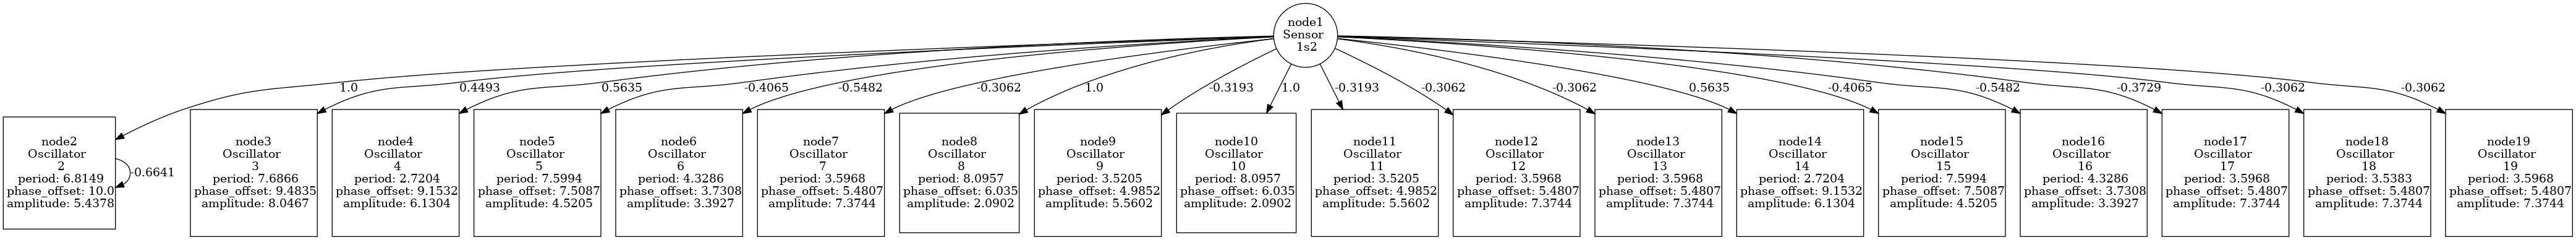 node1
Sensor
1s2
1.0
0.4493
0.5635
-0.4065
-0.5482
-0.3062
1.0
-0.3193
1.0
-0.3193
-0.3062
-0.3062
0.5635
-0.4065
-0.5482
-0.3729
-0.3062
-0.3062
node2
Oscillator
2
period: 6.8149
phase_offset: 10.0
amplitude: 5.4378
-0.6641
node3
Oscillator
3
period: 7.6866
phase_offset: 9.4835
amplitude: 8.0467
node4
Oscillator
4
period: 2.7204
phase_offset: 9.1532
amplitude: 6.1304
node5
Oscillator
5
period: 7.5994
phase_offset: 7.5087
amplitude: 4.5205
node6
Oscillator
6
period: 4.3286
phase_offset: 3.7308
amplitude: 3.3927
node7
Oscillator
7
period: 3.5968
phase_offset: 5.4807
amplitude: 7.3744
node8
Oscillator
8
period: 8.0957
phase_offset: 6.035
amplitude: 2.0902
node9
Oscillator
9
period: 3.5205
phase_offset: 4.9852
amplitude: 5.5602
node10
Oscillator
10
period: 8.0957
phase_offset: 6.035
amplitude: 2.0902
node11
Oscillator
11
period: 3.5205
phase_offset: 4.9852
amplitude: 5.5602
node12
Oscillator
12
period: 3.5968
phase_offset: 5.4807
amplitude: 7.3744
node13
Oscillator
13
period: 3.5968
phase_offset: 5.4807
amplitude: 7.3744
node14
Oscillator
14
period: 2.7204
phase_offset: 9.1532
amplitude: 6.1304
node15
Oscillator
15
period: 7.5994
phase_offset: 7.5087
amplitude: 4.5205
node16
Oscillator
16
period: 4.3286
phase_offset: 3.7308
amplitude: 3.3927
node17
Oscillator
17
period: 3.5968
phase_offset: 5.4807
amplitude: 7.3744
node18
Oscillator
18
period: 3.5383
phase_offset: 5.4807
amplitude: 7.3744
node19
Oscillator
19
period: 3.5968
phase_offset: 5.4807
amplitude: 7.3744